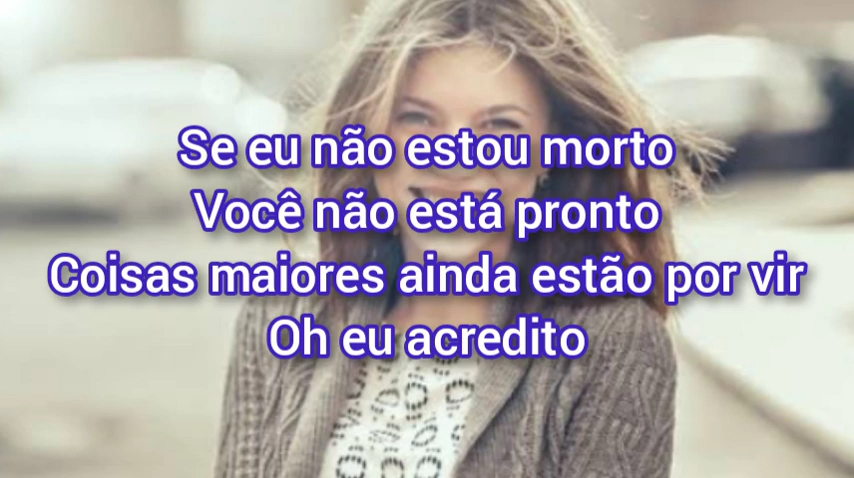 Se eu não estou morto
Você não está pronto
Coisas maiores ainda estão por vir
Oh eu acredito